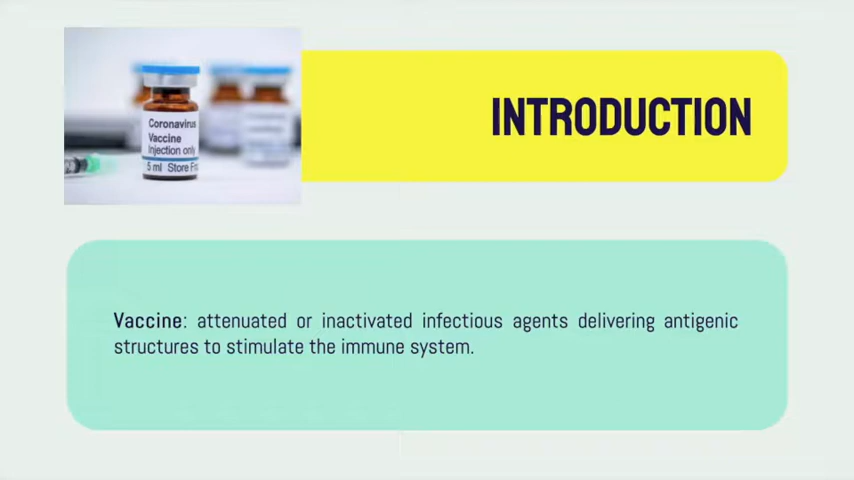 Coronavirus
Vaccine
Injection only
5 ml Store
INTRODUCTION
Vaccine: attenuated or inactivated infectious agents delivering antigenic
structures to stimulate the immune system.